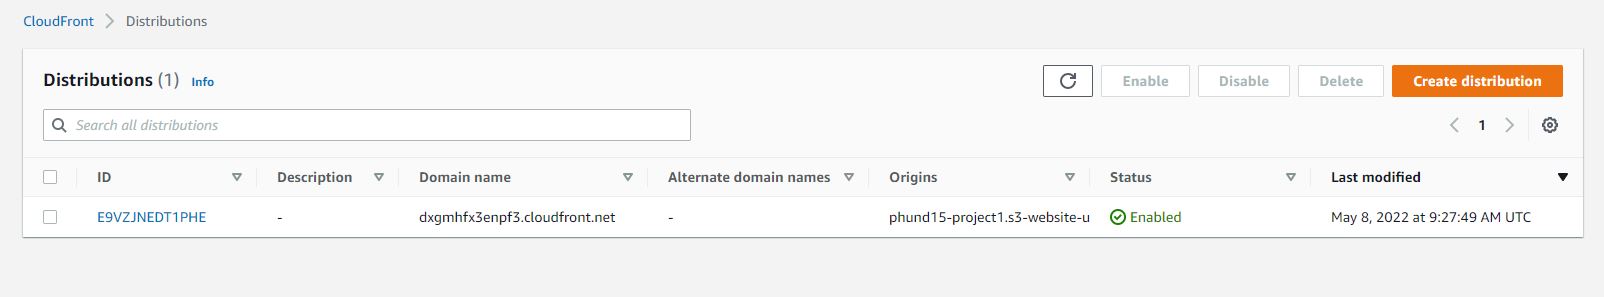 CloudFront > Distributions
Distributions (1) Info
Enable Disable Delete Create distribution
Search all distributions
1
ID Description Domain name Alternate domain names Origins Status Last modified
E9VZJNEDT1PHE - dxgmhfx3enpf3.cloudfront.net - phund15-project1.s3-website-u Enabled May 8, 2022 at 9:27:49 AM UTC